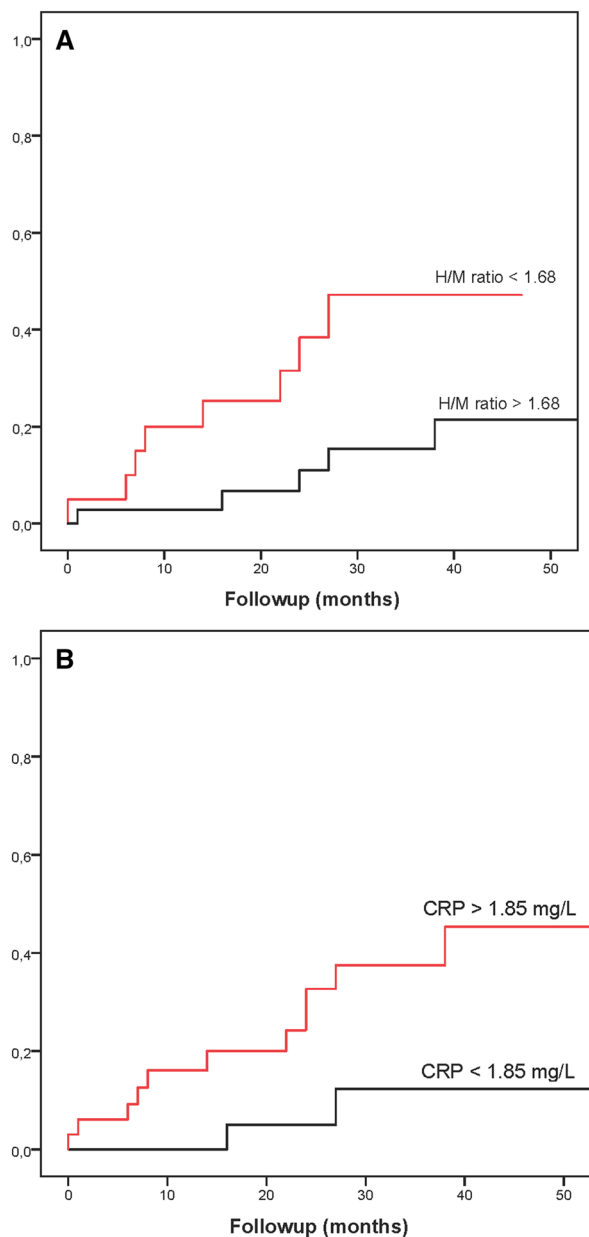 A
1,0
0,8
0,6
0,4
0,2
0,0
H/M ratio < 1.68
H/M ratio > 1.68
0 10 20 30 40 50
Followup (months)
B
1,0
0,8
0,6
0,4
0,2
0,0
CRP > 1.85 mg/L
CRP < 1.85 mg/L
0 10 20 30 40 50
Followup (months)